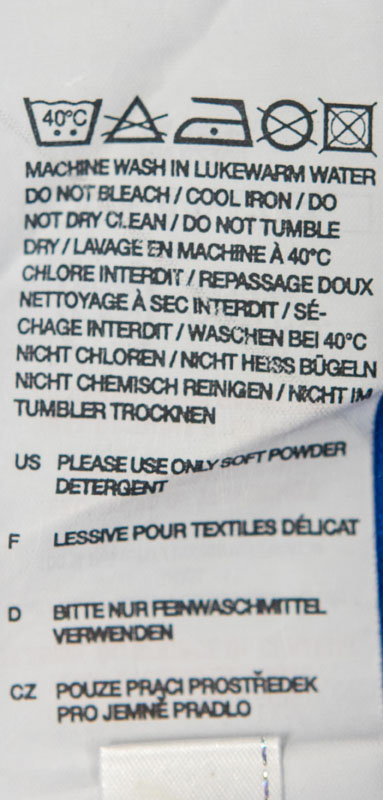 40°C
MACHINE WASH IN LUKEWARM WATER
DO NOT BLEACH / COOL IRON / DO
NOT DRY CLEAN / DO NOT TUMBLE
DRY / LAVAGE EN MACHINE À 40°C
CHLORE INTERDIT / REPASSAGE DOUX
NETTOYAGE À SEC INTERDIT / SÉ-
CHAGE INTERDIT / WASCHEN BEI 40°C
NICHT CHLOREN / NICHT HEISS BÜGELN
NICHT CHEMISCH REINIGEN / NICHT IM
TUMBLER TROCKNEN
US PLEASE USE ONLY SOFT POWDER
DETERGENT
F LESSIVE POUR TEXTILES DÉLICAT
D BITTE NUR FEINWASCHMITTEL
VERWENDEN
CZ POUZE PRACI PROSTŘEDEK
PRO JEMNĚ PRADLO